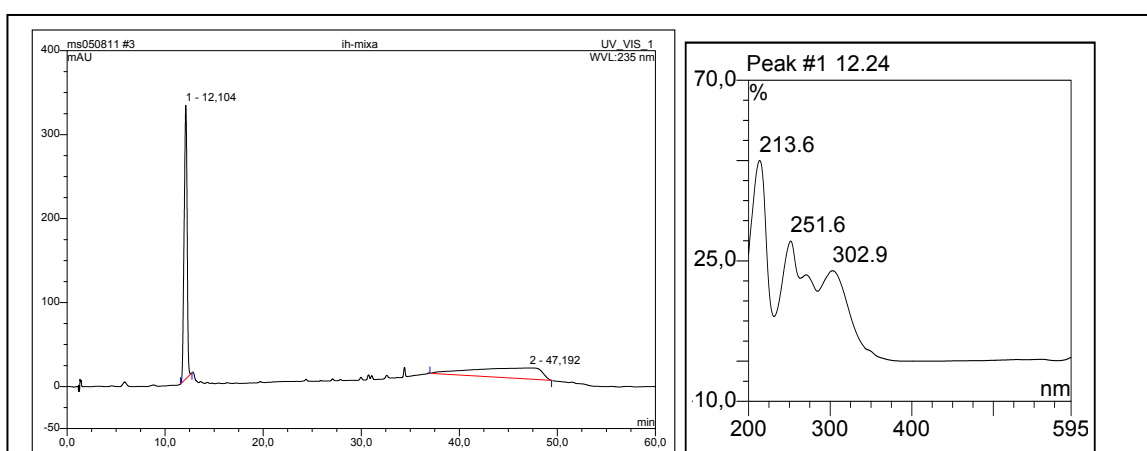 ms050811 #3 ih-mixa UV_VIS_1
mAU WVL:235 nm
400
300
200
100
0
-50
1 - 12,104
2 - 47,192
min
0,0 10,0 20,0 30,0 40,0 50,0 60,0
Peak #1 12.24
70,0
%
213.6
251.6
25,0
302.9
-10,0
nm
200 300 400 595